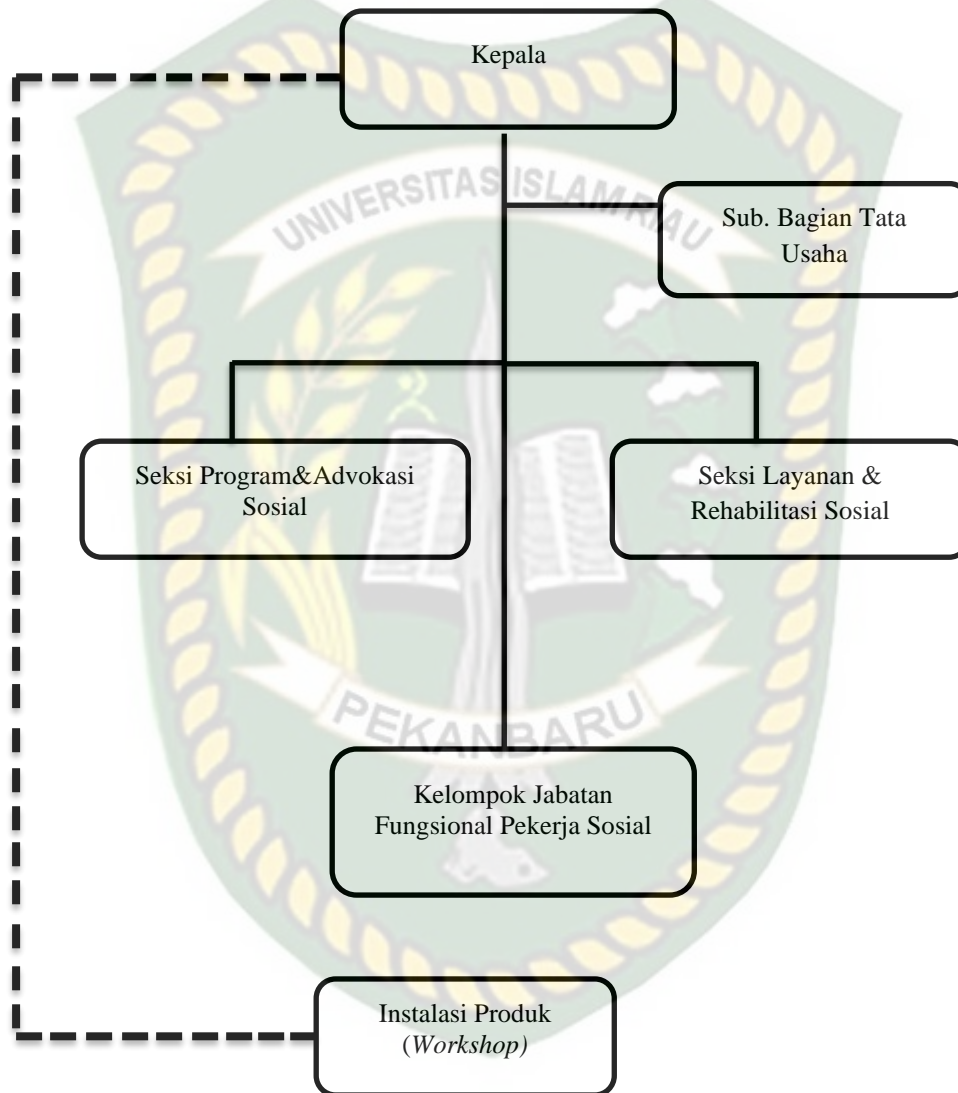 Kepala
UNIVERSITAS ISLAM RIAU
Sub. Bagian Tata
Usaha
Seksi Program&Advokasi
Sosial
Seksi Layanan &
Rehabilitasi Sosial
PEKANBARU
Kelompok Jabatan
Fungsional Pekerja Sosial
Instalasi Produk
(Workshop)